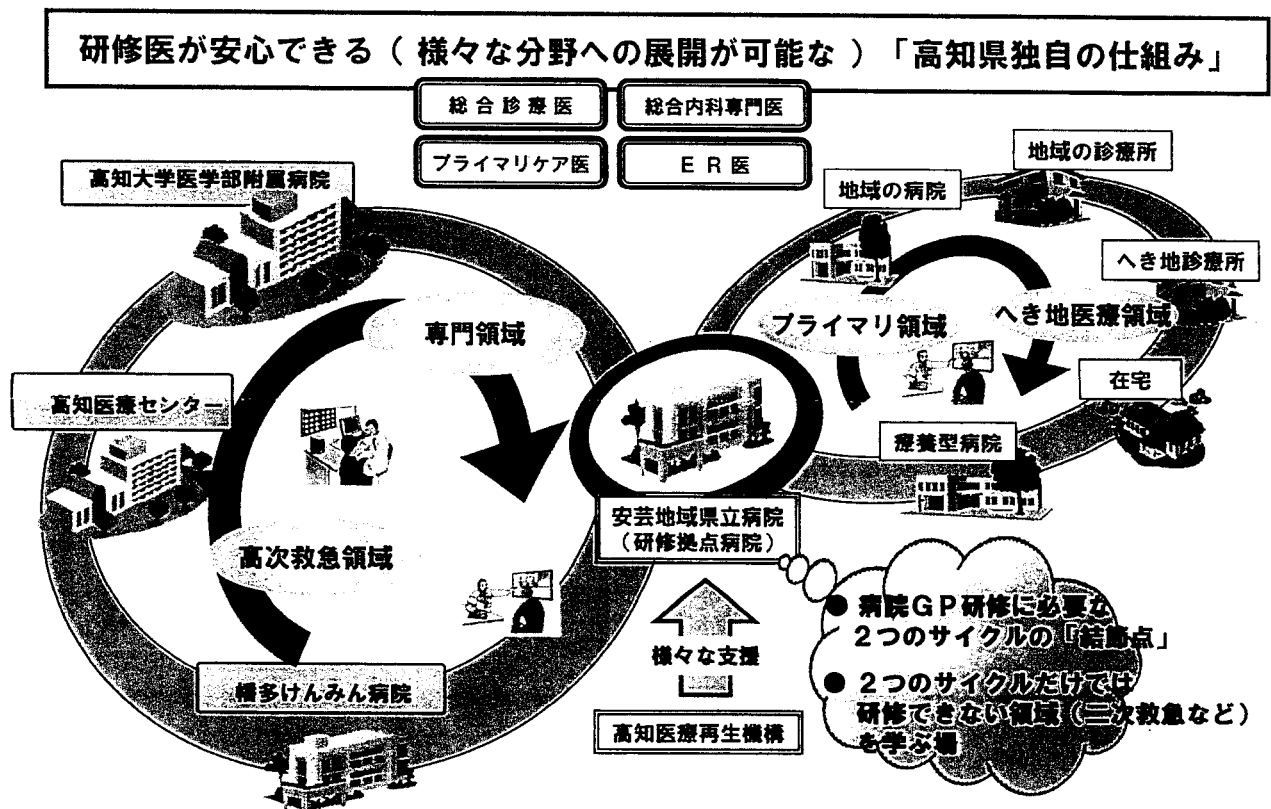 研修医が安心できる（様々な分野への展開が可能な）「高知県独自の仕組み」
総合診療医
総合内科専門医
プライマリケア医
ＥＲ医
高知大学医学部附属病院
地域の診療所
地域の病院
へき地診療所
専門領域
プライマリ領域
へき地医療領域
高知医療センター
在宅
療養型病院
安芸地域県立病院
（研修拠点病院）
高次救急領域
● 病院ＧＰ研修に必要な
２つのサイクルの「結節点」
● ２つのサイクルだけでは
研修できない領域（二次救急など）
を学ぶ場
様々な支援
幡多けんみん病院
高知医療再生機構